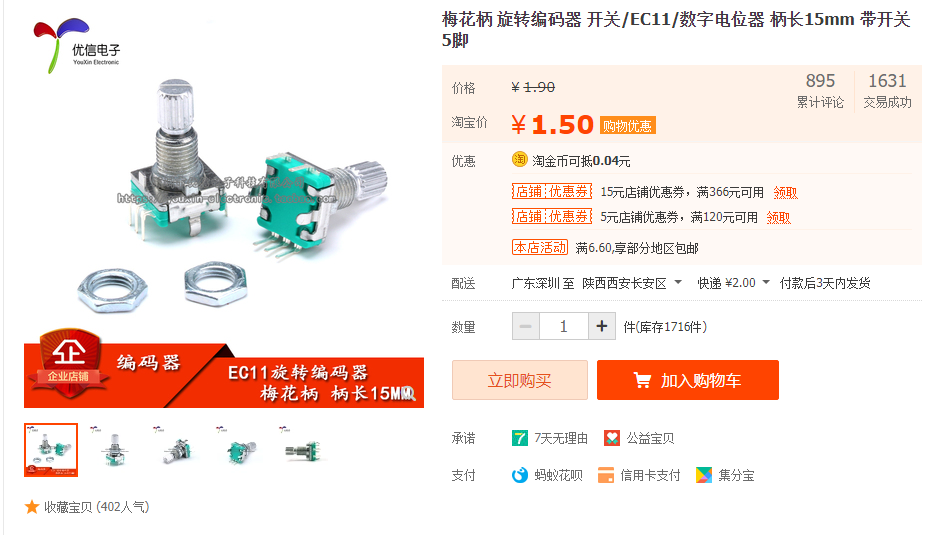 梅花柄 旋转编码器 开关/EC11/数字电位器 柄长15mm 带开关
5脚
优信电子
YouXin Electronic
https://youxin-electronic.taobao.com
编码器
企
企业店铺
EC11旋转编码器
梅花柄 柄长15MM
收藏宝贝 (402人气)
价格
¥ 1.90
895
累计评论
1631
交易成功
淘宝价
¥ 1.50 购物优惠
优惠
淘 淘金币可抵0.04元
店铺 优惠券 15元店铺优惠券，满366元可用 领取
店铺 优惠券 5元店铺优惠券，满120元可用 领取
本店活动 满6.60,享部分地区包邮
配送
广东深圳 至 陕西西安长安区 快递 ¥2.00 付款后3天内发货
数量
− 1 + 件(库存1716件)
立即购买
加入购物车
承诺
7 7天无理由 公益宝贝
支付
蚂蚁花呗 信用卡支付 集分宝